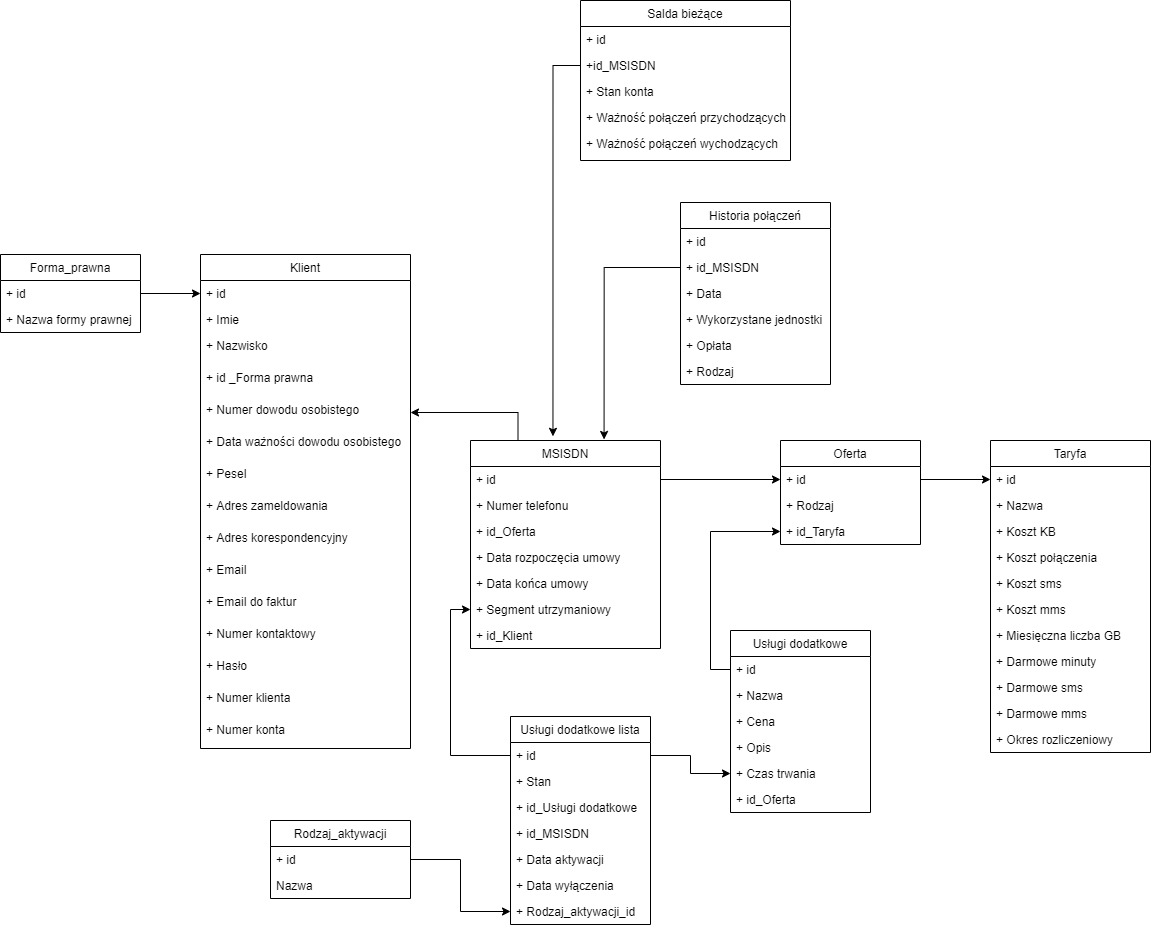 Salda bieżące
+ id
+id_MSISDN
+ Stan konta
+ Ważność połączeń przychodzących
+ Ważność połączeń wychodzących
Historia połączeń
+ id
+ id_MSISDN
+ Data
+ Wykorzystane jednostki
+ Opłata
+ Rodzaj
Forma_prawna
+ id
+ Nazwa formy prawnej
Klient
+ id
+ Imie
+ Nazwisko
+ id _Forma prawna
+ Numer dowodu osobistego
+ Data ważności dowodu osobistego
+ Pesel
+ Adres zameldowania
+ Adres korespondencyjny
+ Email
+ Email do faktur
+ Numer kontaktowy
+ Hasło
+ Numer klienta
+ Numer konta
MSISDN
+ id
+ Numer telefonu
+ id_Oferta
+ Data rozpoczęcia umowy
+ Data końca umowy
+ Segment utrzymaniowy
+ id_Klient
Oferta
+ id
+ Rodzaj
+ id_Taryfa
Taryfa
+ id
+ Nazwa
+ Koszt KB
+ Koszt połączenia
+ Koszt sms
+ Koszt mms
+ Miesięczna liczba GB
+ Darmowe minuty
+ Darmowe sms
+ Darmowe mms
+ Okres rozliczeniowy
Usługi dodatkowe
+ id
+ Nazwa
+ Cena
+ Opis
+ Czas trwania
+ id_Oferta
Usługi dodatkowe lista
+ id
+ Stan
+ id_Usługi dodatkowe
+ id_MSISDN
+ Data aktywacji
+ Data wyłączenia
+ Rodzaj_aktywacji_id
Rodzaj_aktywacji
+ id
Nazwa